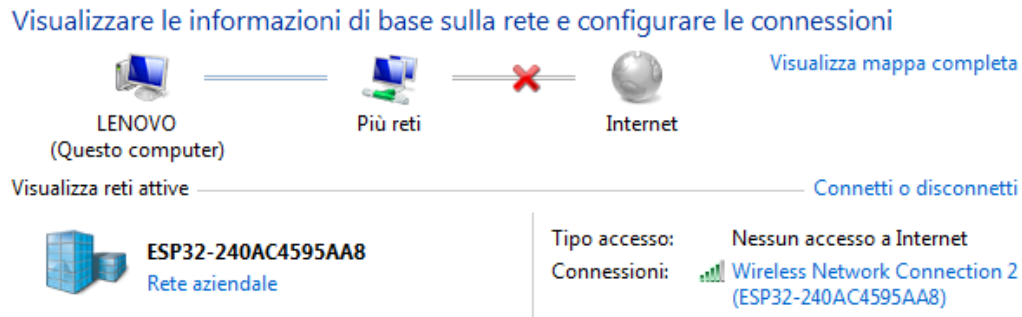 Visualizzare le informazioni di base sulla rete e configurare le connessioni
Visualizza mappa completa
LENOVO
(Questo computer)
Più reti
Internet
Visualizza reti attive
Connetti o disconnetti
ESP32-240AC4595AA8
Rete aziendale
Tipo accesso: Nessun accesso a Internet
Connessioni: Wireless Network Connection 2
(ESP32-240AC4595AA8)